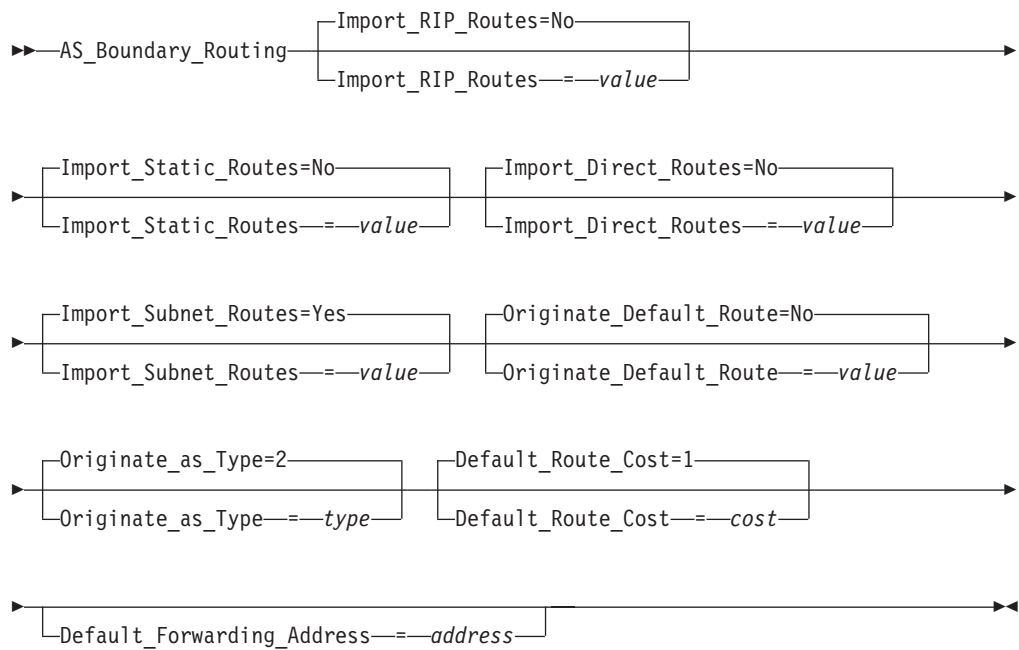 Import_RIP_Routes=No
AS_Boundary_Routing
Import_RIP_Routes = value
Import_Static_Routes=No Import_Direct_Routes=No
Import_Static_Routes = value Import_Direct_Routes = value
Import_Subnet_Routes=Yes Originate_Default_Route=No
Import_Subnet_Routes = value Originate_Default_Route = value
Originate_as_Type=2 Default_Route_Cost=1
Originate_as_Type = type Default_Route_Cost = cost
Default_Forwarding_Address = address